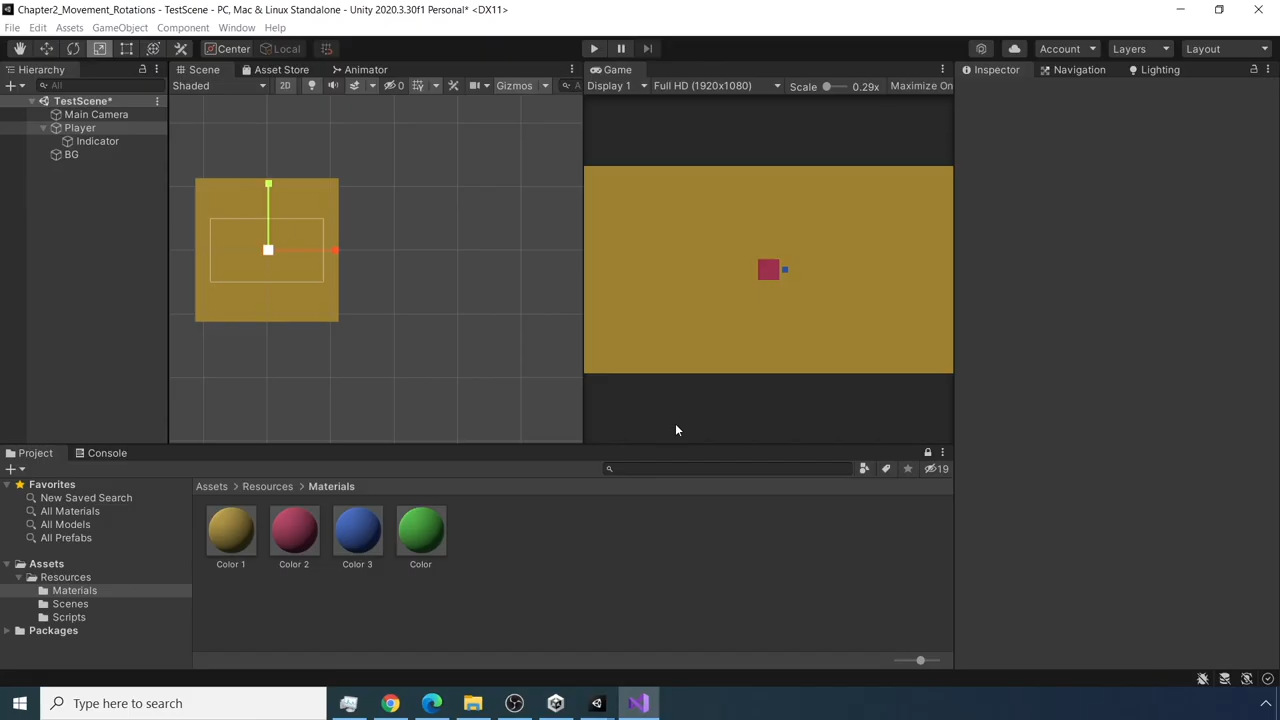 Chapter2_Movement_Rotations - TestScene - PC, Mac & Linux Standalone - Unity 2020.3.30f1 Personal* <DX11>
File Edit Assets GameObject Component Window Help
Center Local Account Layers Layout
Hierarchy Scene Asset Store Animator Game Inspector Navigation Lighting
All Shaded 2D 0 Gizmos Display 1 Full HD (1920x1080) Scale 0.29x Maximize On
TestScene*
Main Camera
Player
Indicator
BG
Project Console
19
Favorites Assets Resources Materials
New Saved Search
All Materials
All Models
All Prefabs
Color 1 Color 2 Color 3 Color
Assets
Resources
Materials
Scenes
Scripts
Packages
Type here to search